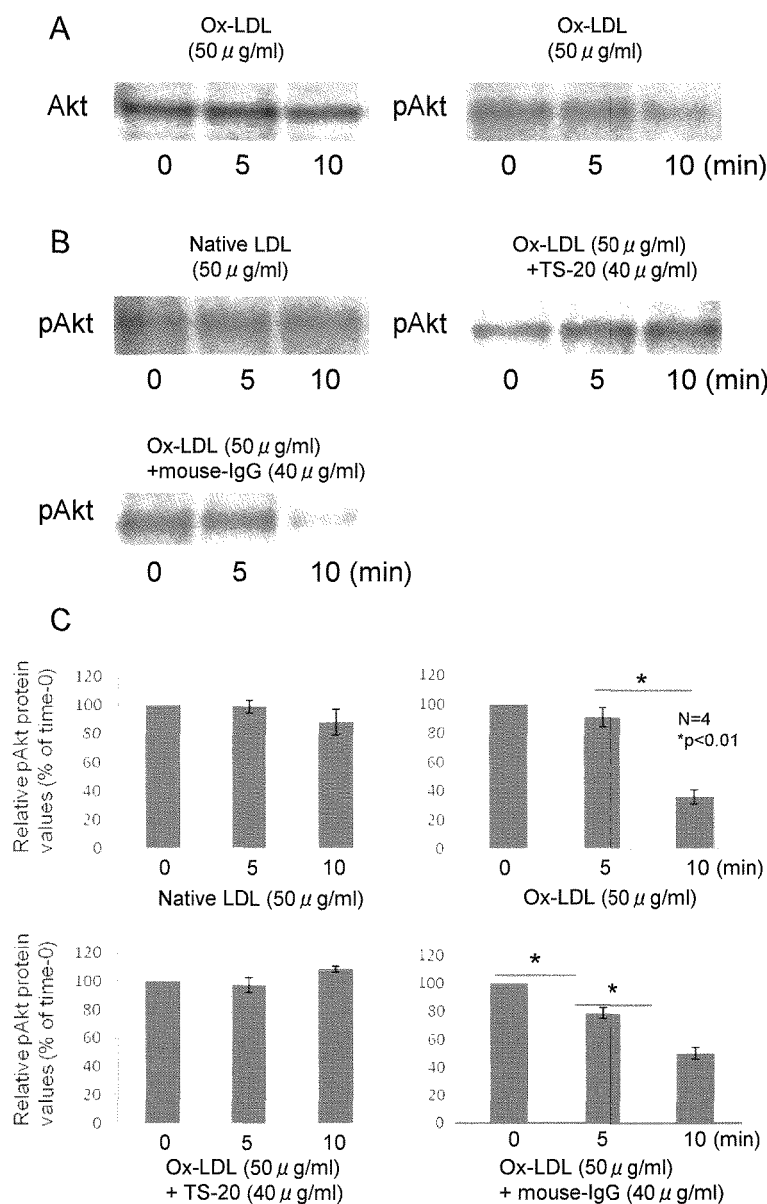 A
Ox-LDL
(50 μ g/ml)
Akt
0 5 10
Ox-LDL
(50 μ g/ml)
pAkt
0 5 10 (min)
B
Native LDL
(50 μ g/ml)
pAkt
0 5 10
Ox-LDL (50 μ g/ml)
+TS-20 (40 μ g/ml)
pAkt
0 5 10 (min)
Ox-LDL (50 μ g/ml)
+mouse-IgG (40 μ g/ml)
pAkt
0 5 10 (min)
C
Relative pAkt protein
values (% of time-0)
120
100
80
60
40
20
0
0 5 10
Native LDL (50 μ g/ml)
120
100
80
60
40
20
0
*
N=4
*p<0.01
0 5 10 (min)
Ox-LDL (50 μ g/ml)
Relative pAkt protein
values (% of time-0)
120
100
80
60
40
20
0
0 5 10
Ox-LDL (50 μ g/ml)
+ TS-20 (40 μ g/ml)
120
100
80
60
40
20
0
*
*
0 5 10 (min)
Ox-LDL (50 μ g/ml)
+ mouse-IgG (40 μ g/ml)